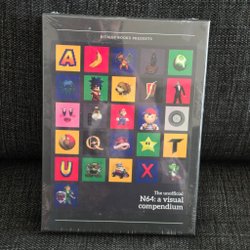 BITMAP BOOKS PRESENTS
A
G
O
T
U
X
The unofficial
N64: a visual
compendium